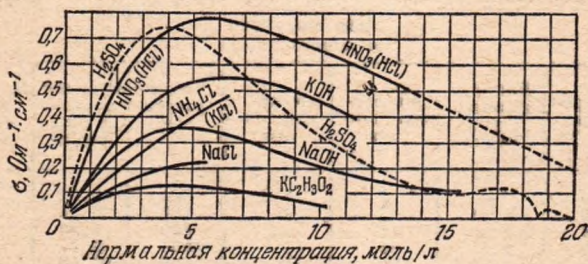 σ, Ом⁻¹·см⁻¹
0,7
0,6
0,5
0,4
0,3
0,2
0,1
0
H₂SO₄
HNO₃(HCl)
NH₄Cl
(KCl)
NaCl
KOH
HNO₃(HCl)
H₂SO₄
NaOH
KC₂H₃O₂
0 5 10 15 20
Нормальная концентрация, моль/л